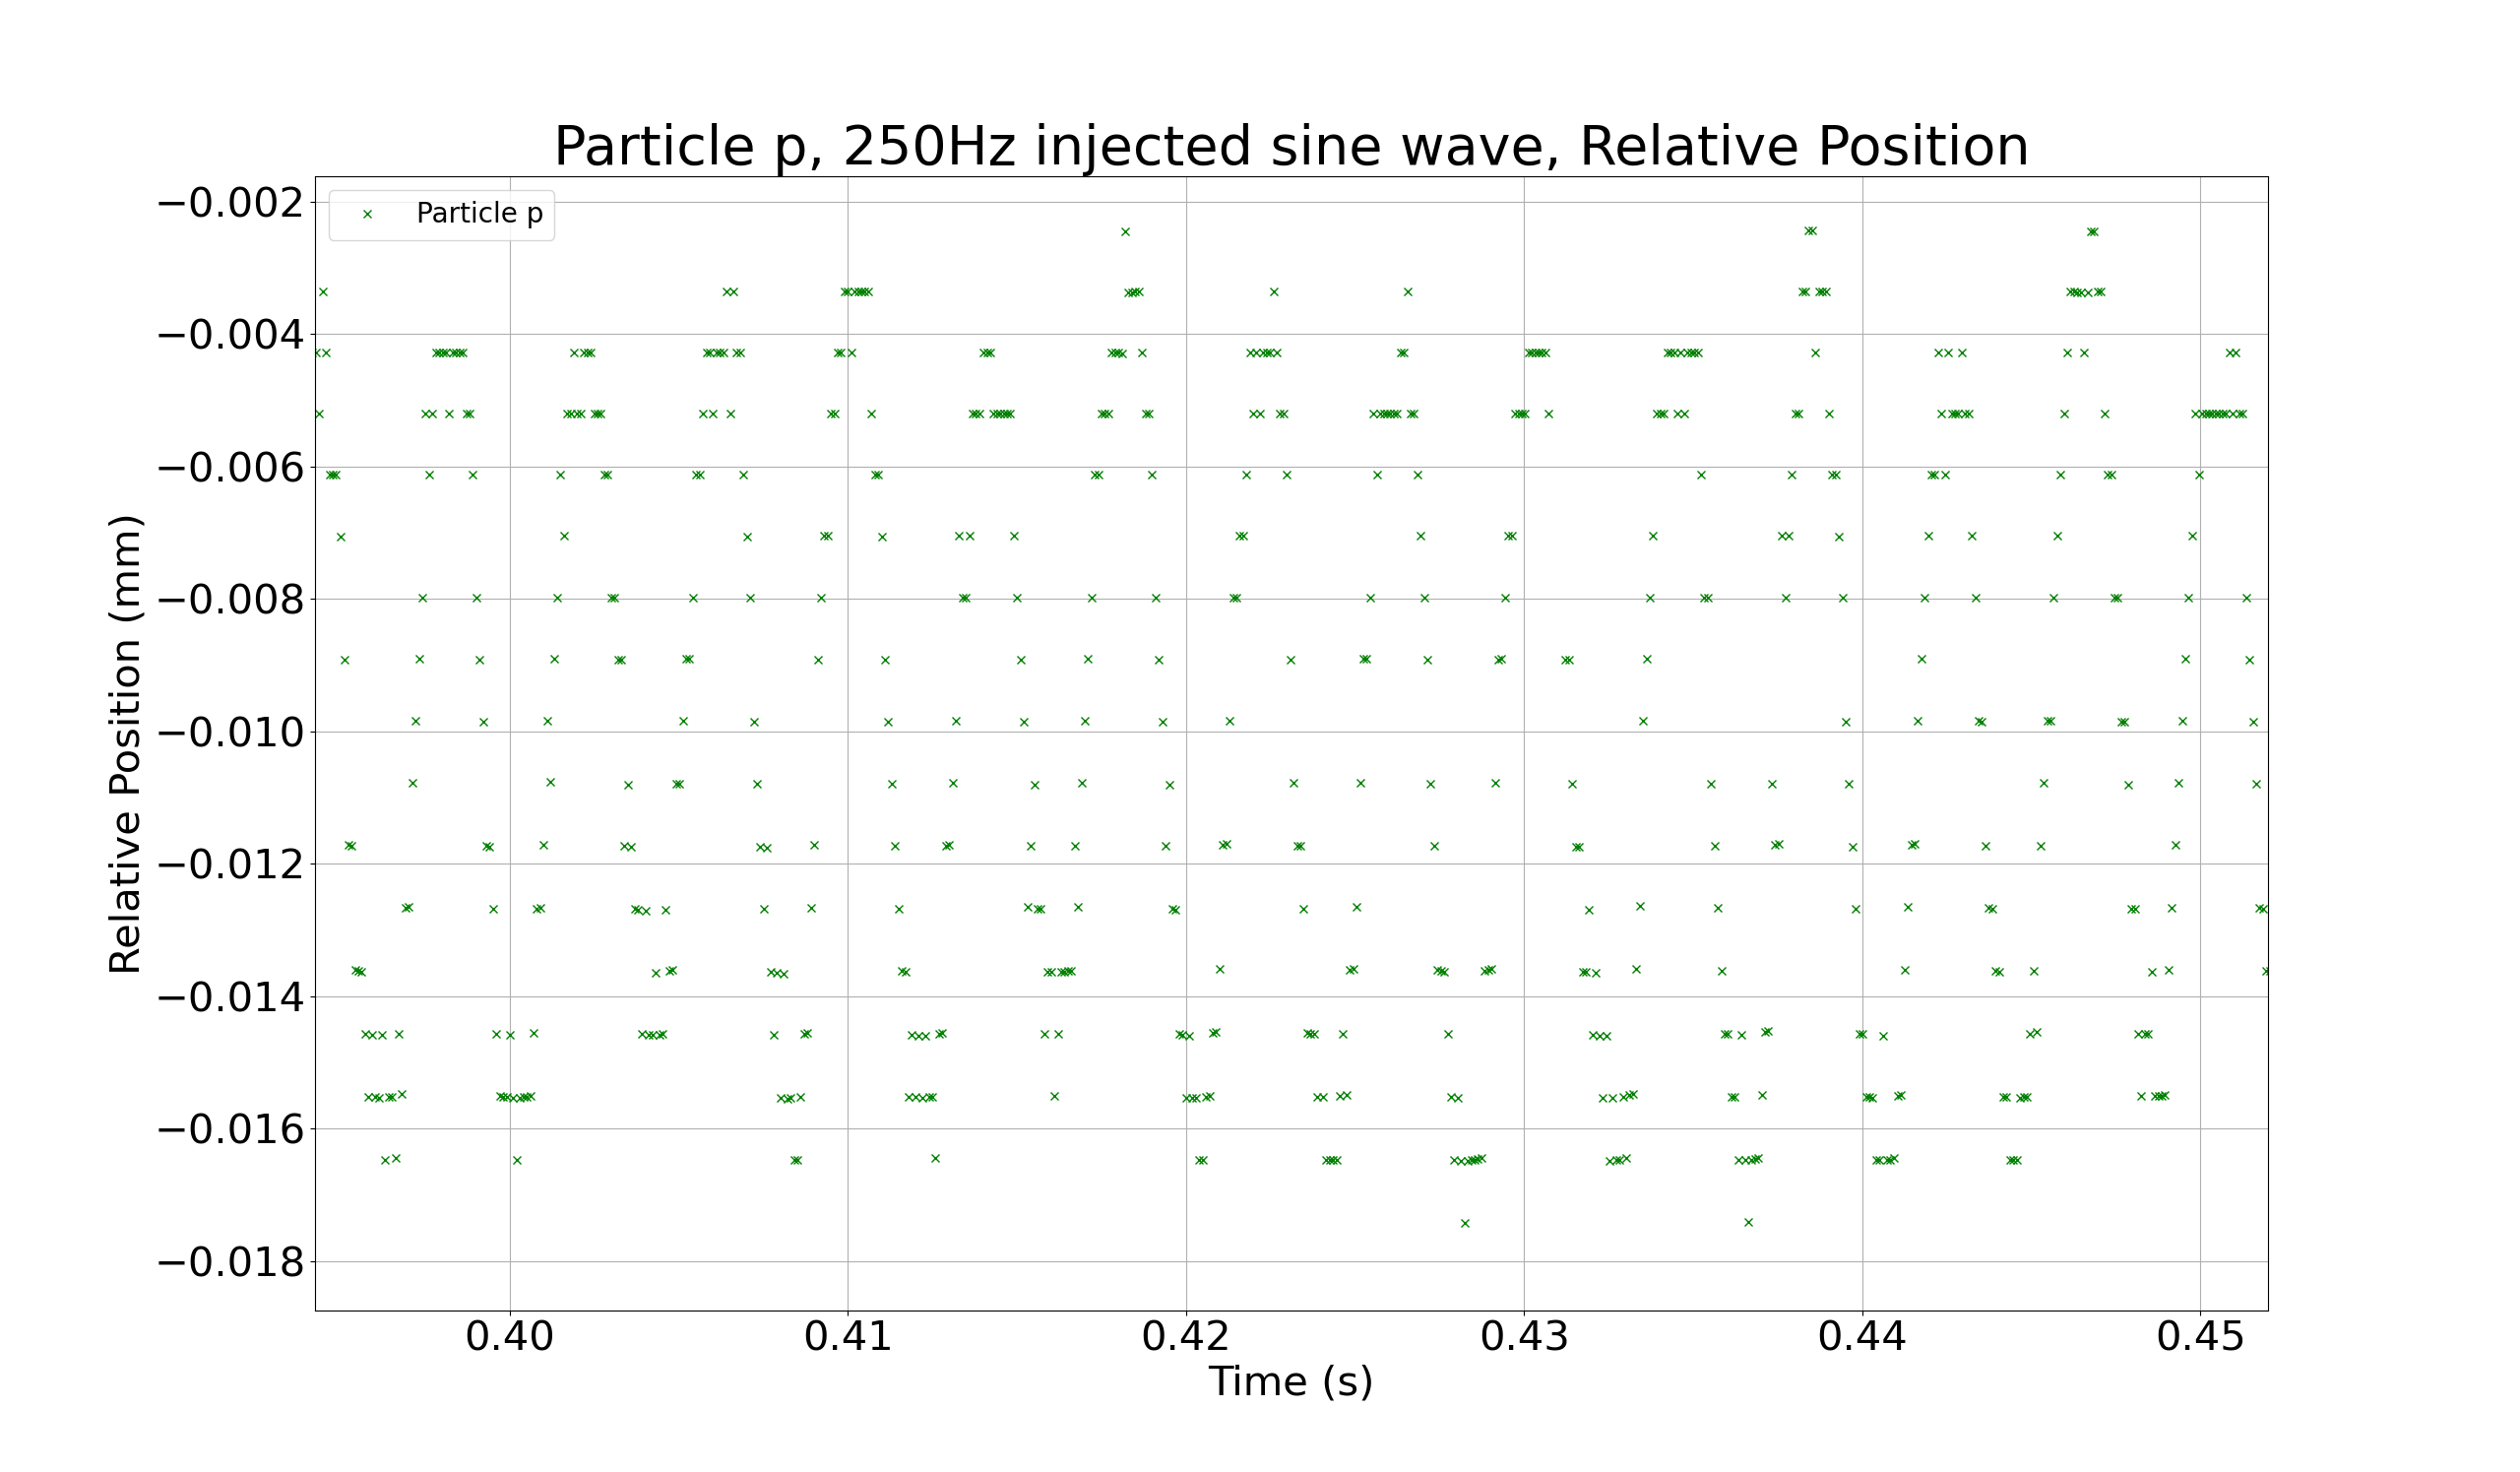 Particle p, 250Hz injected sine wave, Relative Position
Particle p
−0.002
−0.004
−0.006
−0.008
−0.010
−0.012
−0.014
−0.016
−0.018
Relative Position (mm)
0.40 0.41 0.42 0.43 0.44 0.45
Time (s)